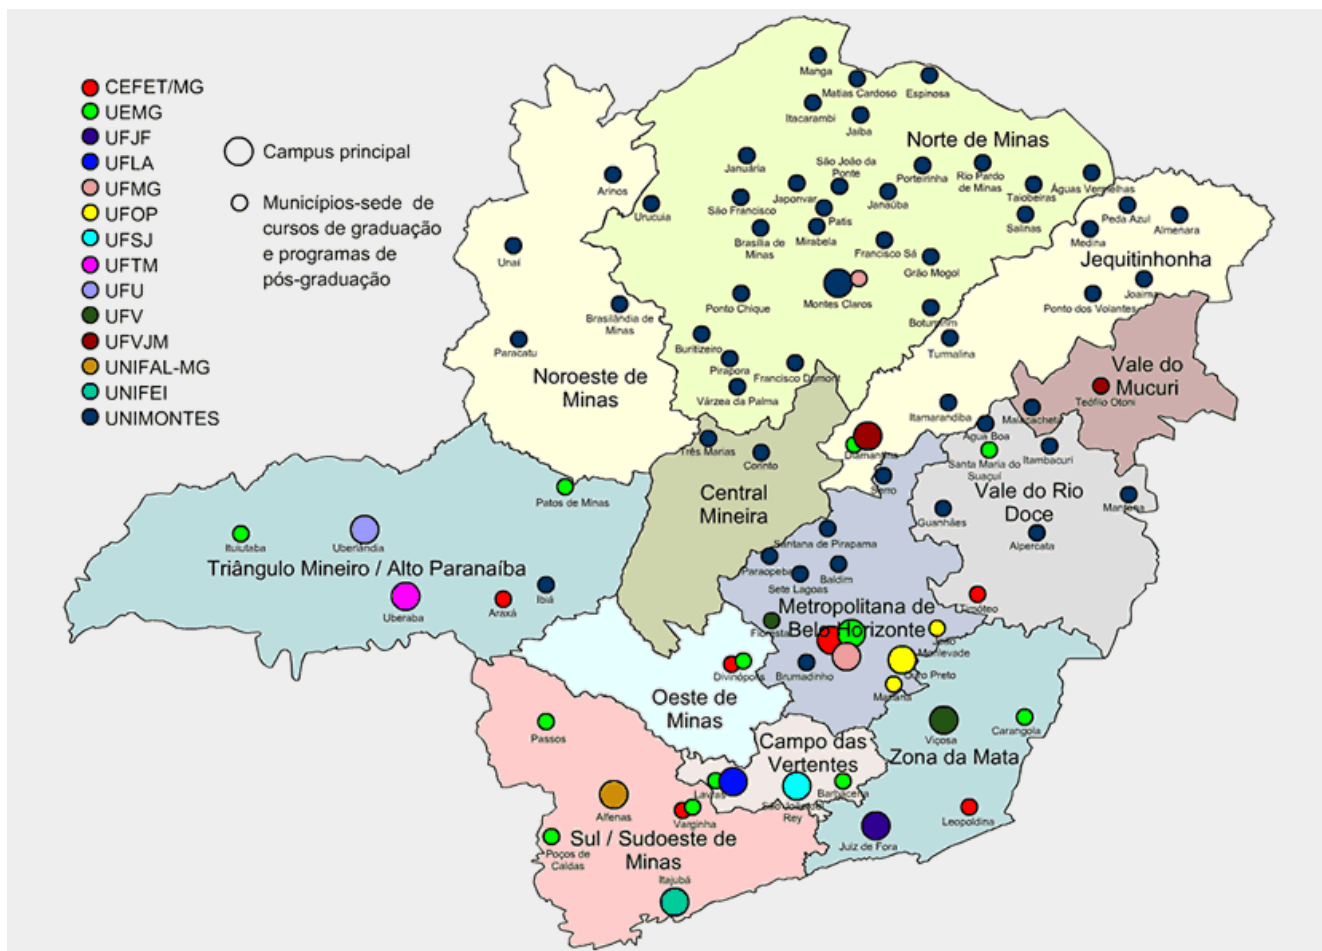 CEFET/MG
UEMG
UFJF
UFLA
UFMG
UFOP
UFSJ
UFTM
UFU
UFV
UFVJM
UNIFAL-MG
UNIFEI
UNIMONTES
Campus principal
Municípios-sede de
cursos de graduação
e programas de
pós-graduação
Manga
Matias Cardoso
Espinosa
Itacarambi
Jaíba
Norte de Minas
Januária
São João da
Ponte
Porteirinha
Rio Pardo
de Minas
Taiobeiras
Águas Vermelhas
Arinos
Urucuia
São Francisco
Japonvar
Patis
Janaúba
Salinas
Peda Azul
Almenara
Medina
Brasília de
Minas
Mirabela
Francisco Sá
Grão Mogol
Jequitinhonha
Unaí
Montes Claros
Ponto Chique
Joaima
Ponto dos Volantes
Brasilândia de
Minas
Botumirim
Paracatu
Buritizeiro
Pirapora
Francisco Dumont
Turmalina
Várzea da Palma
Noroeste de
Minas
Vale do
Mucuri
Teófilo Otoni
Itamarandiba
Malacacheta
Água Boa
Itambacuri
Três Marias
Corinto
Diamantina
Santa Maria do
Suaçuí
Serro
Central
Mineira
Vale do Rio
Doce
Mantena
Guanhães
Alpercata
Patos de Minas
Ituiutaba
Uberlândia
Triângulo Mineiro / Alto Paranaíba
Uberaba
Araxá
Ibiá
Santana de Pirapama
Paraopeba
Baldim
Sete Lagoas
Timóteo
Metropolitana de
Belo Horizonte
Florestal
João
Monlevade
Ouro Preto
Mariana
Brumadinho
Divinópolis
Oeste de
Minas
Passos
Campo das
Vertentes
Viçosa
Carangola
Zona da Mata
Lavras
São João del
Rey
Barbacena
Alfenas
Varginha
Leopoldina
Juiz de Fora
Sul / Sudoeste de
Minas
Poços de
Caldas
Itajubá